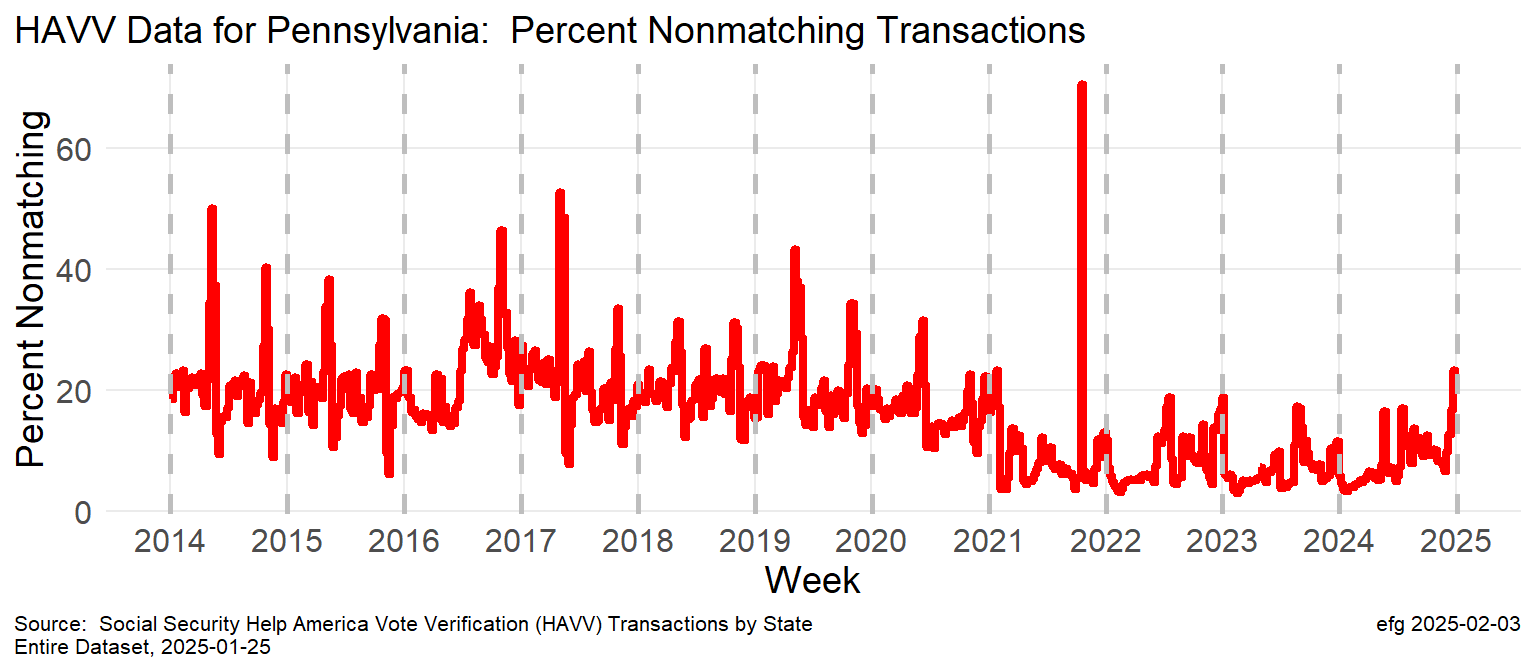 HAVV Data for Pennsylvania:  Percent Nonmatching Transactions
Percent Nonmatching
60
40
20
0
2014 2015 2016 2017 2018 2019 2020 2021 2022 2023 2024 2025
Week
Source:  Social Security Help America Vote Verification (HAVV) Transactions by State
Entire Dataset, 2025-01-25
efg 2025-02-03